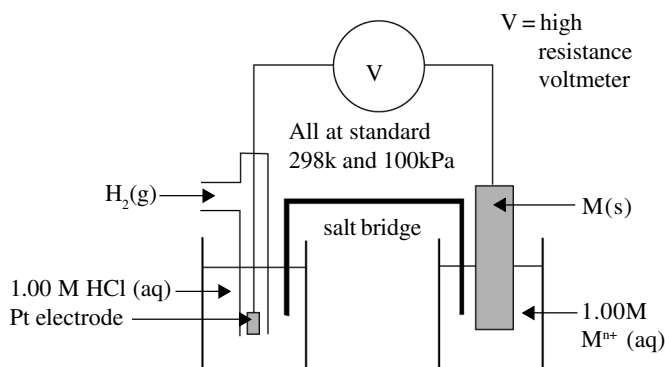 V = high
resistance
voltmeter
V
All at standard
298k and 100kPa
H₂(g)
M(s)
salt bridge
1.00 M HCl (aq)
Pt electrode
1.00M
Mⁿ⁺ (aq)